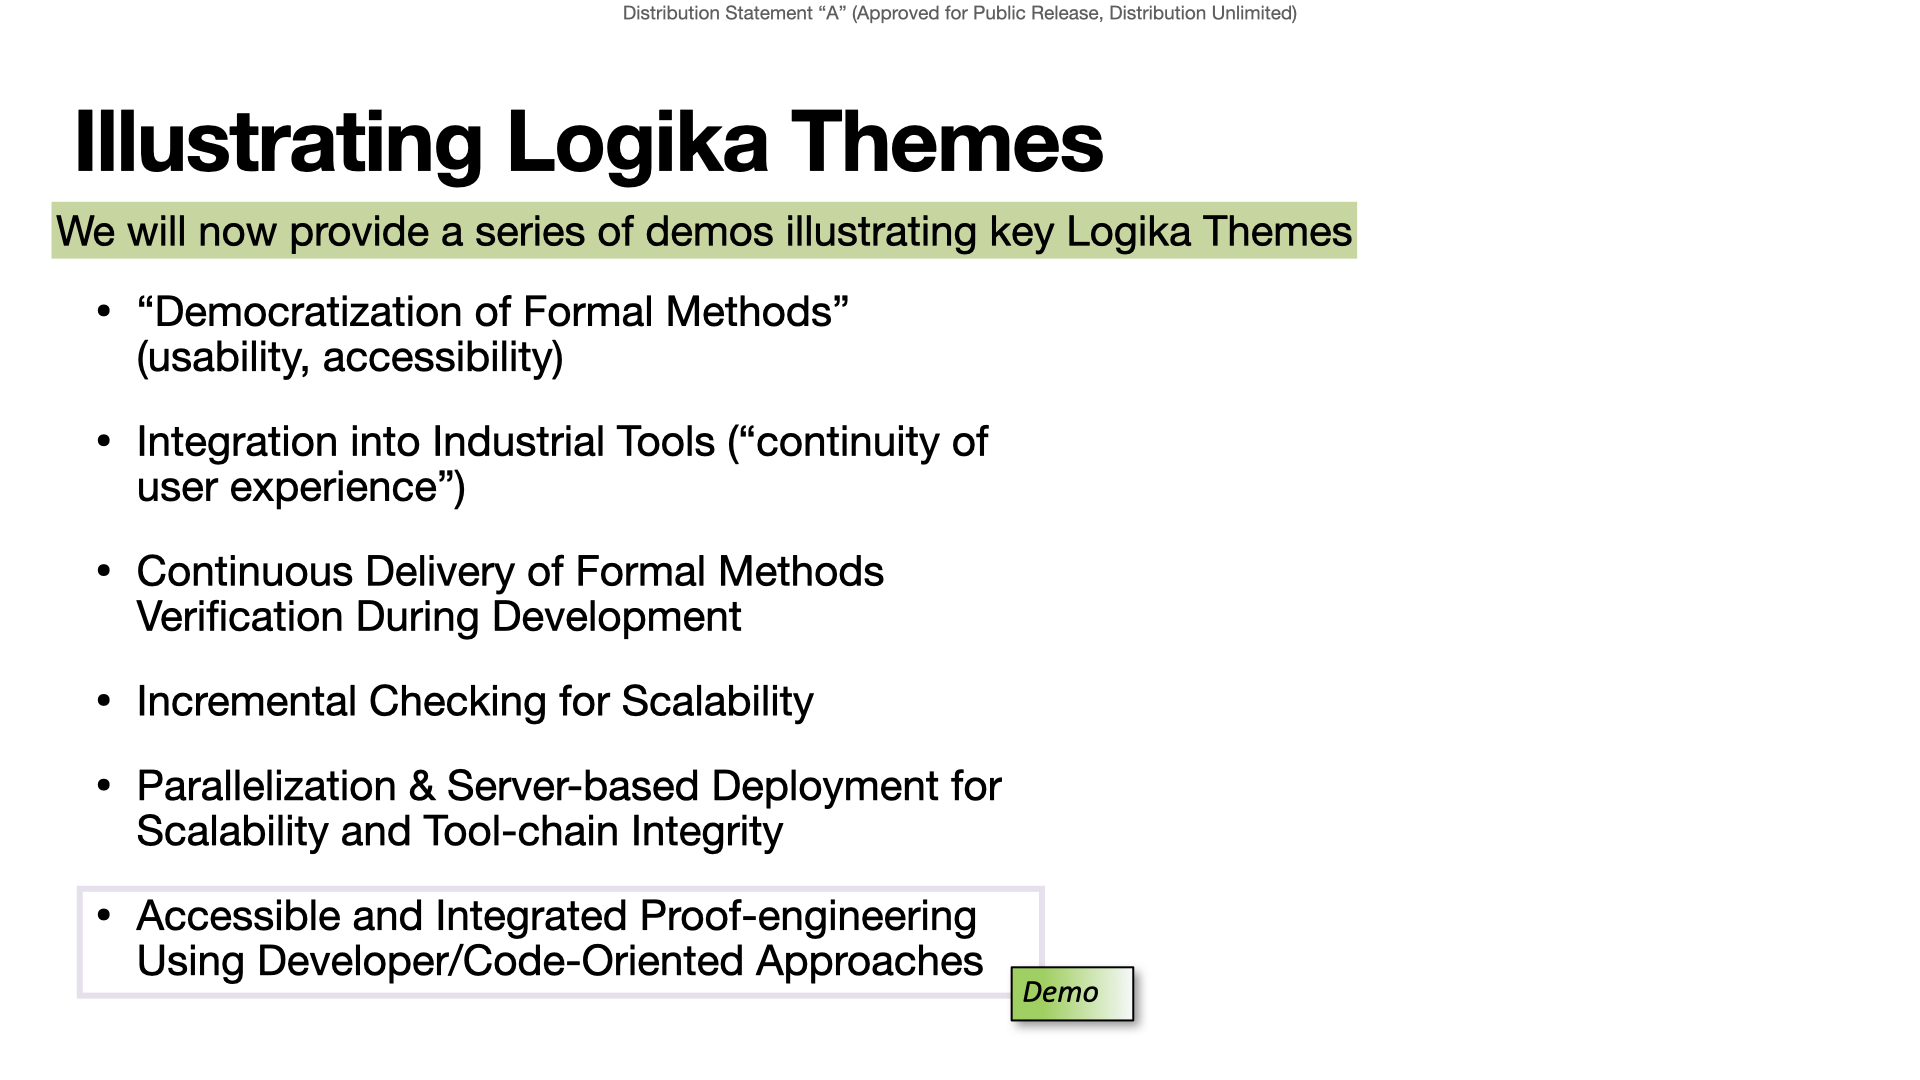 Distribution Statement “A” (Approved for Public Release, Distribution Unlimited)
Illustrating Logika Themes
We will now provide a series of demos illustrating key Logika Themes
• “Democratization of Formal Methods”
(usability, accessibility)
• Integration into Industrial Tools (“continuity of
user experience”)
• Continuous Delivery of Formal Methods
Verification During Development
• Incremental Checking for Scalability
• Parallelization & Server-based Deployment for
Scalability and Tool-chain Integrity
• Accessible and Integrated Proof-engineering
Using Developer/Code-Oriented Approaches
Demo